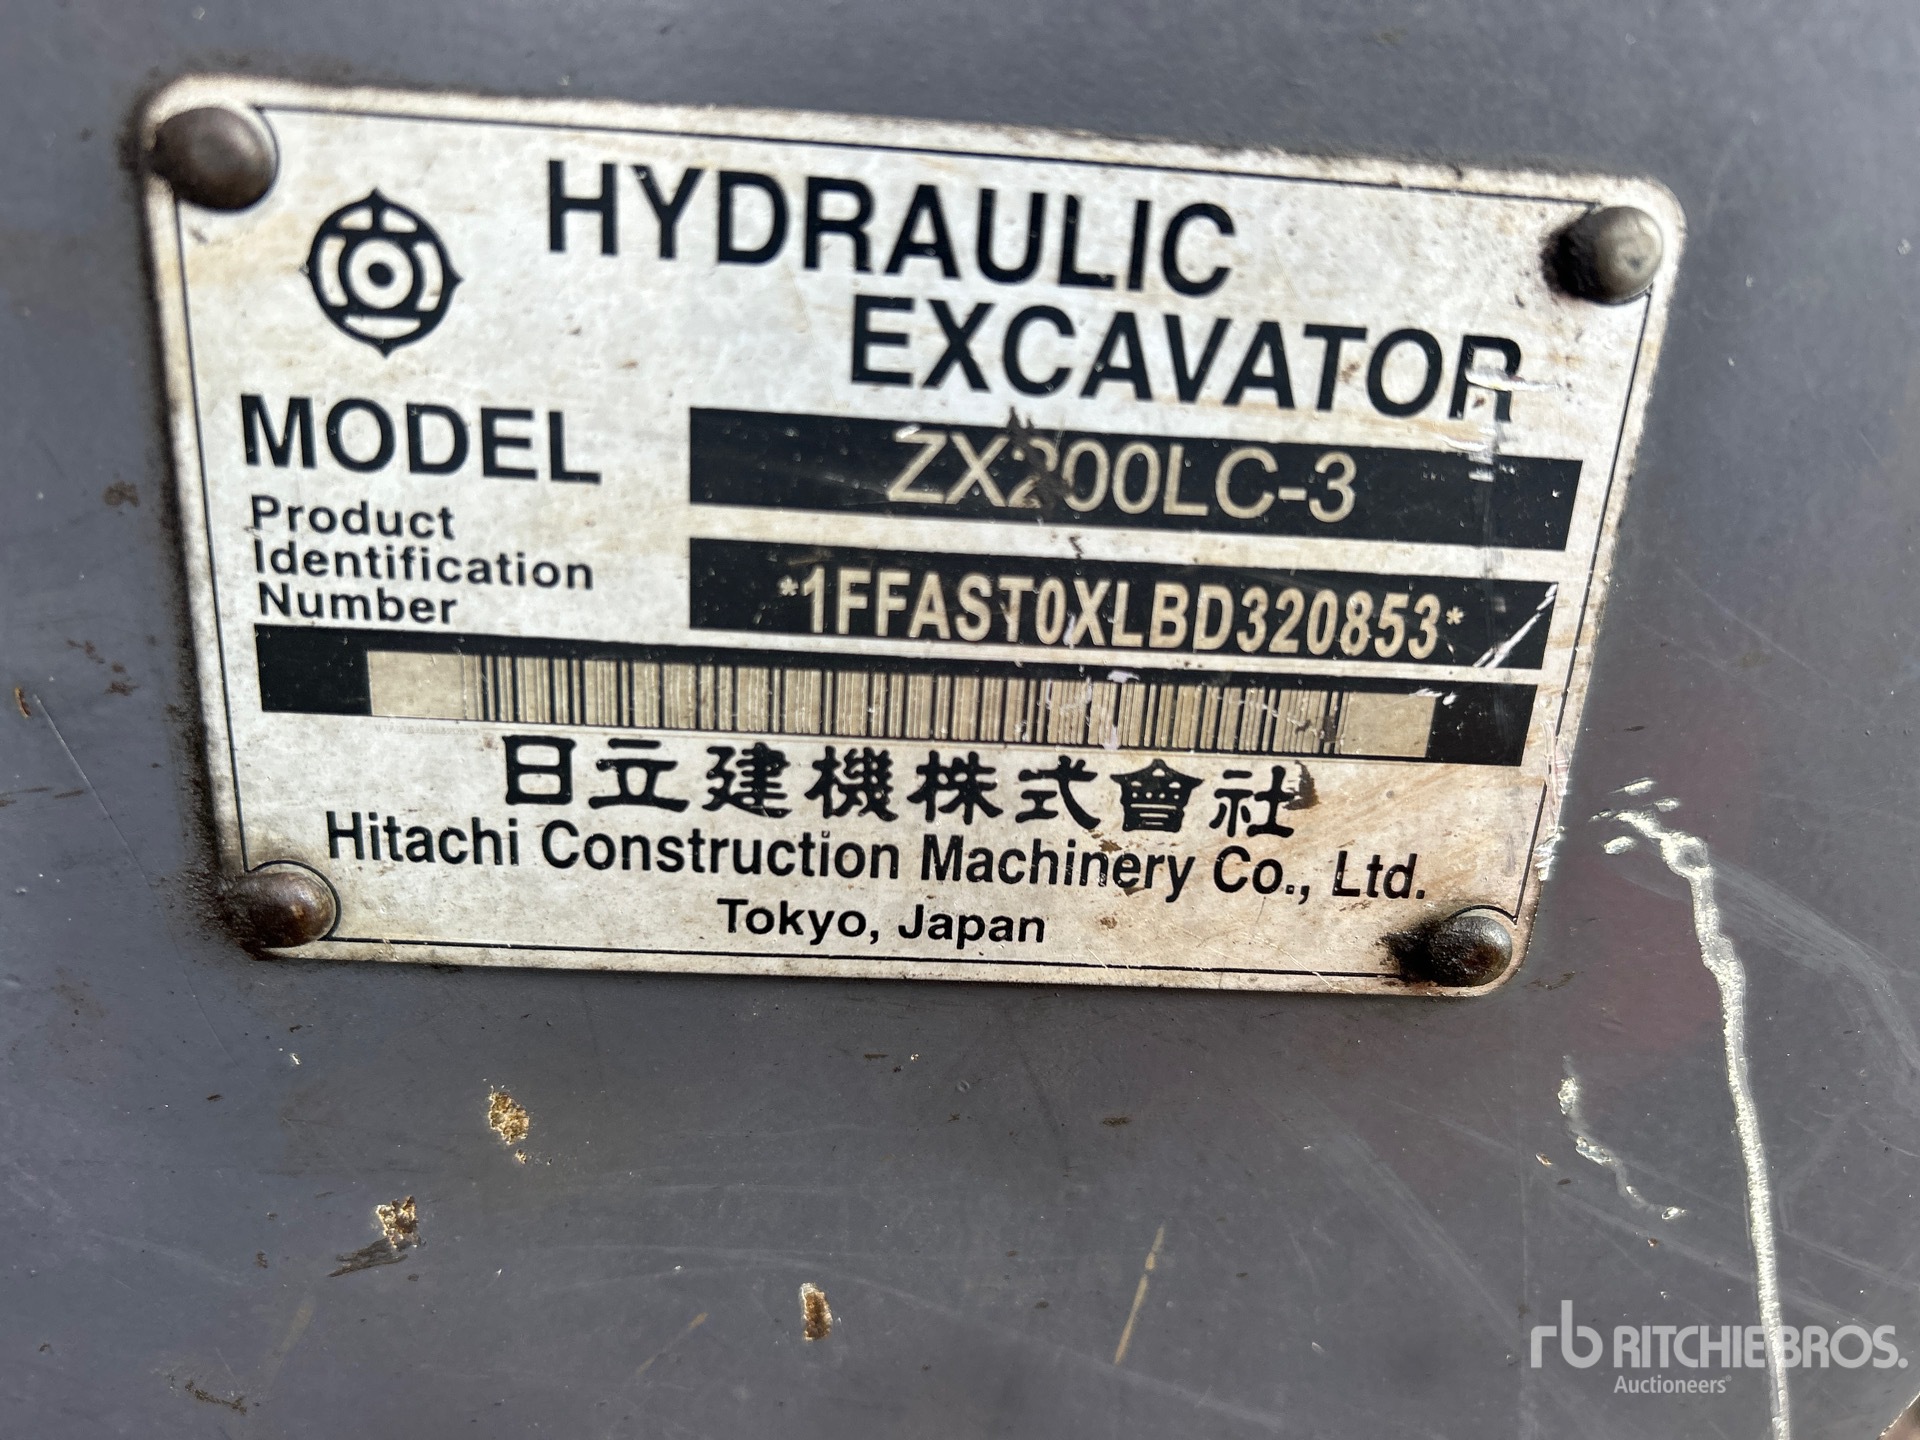 HYDRAULIC
EXCAVATOR
MODEL ZX200LC-3
Product
Identification
Number *1FFAST0XLBD320853*
日立建機株式會社
Hitachi Construction Machinery Co., Ltd.
Tokyo, Japan
rb RITCHIE BROS.
Auctioneers